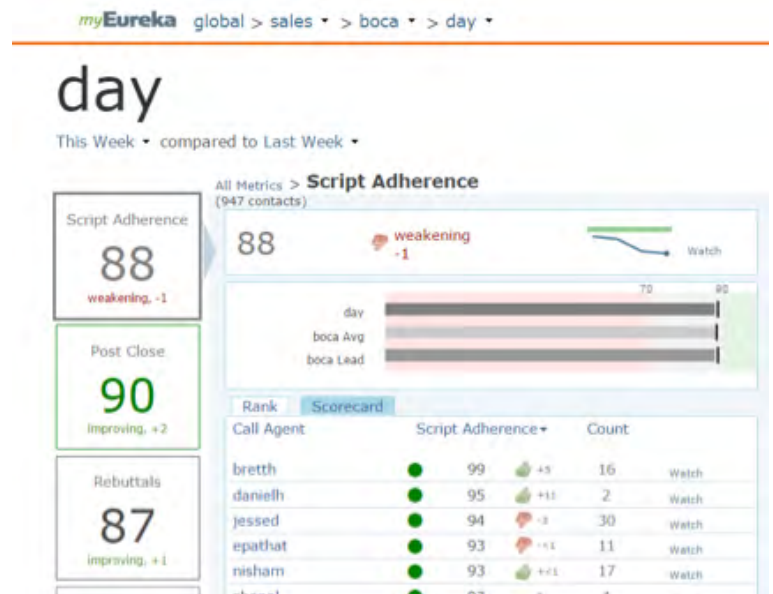 myEureka global > sales > boca > day
day
This Week compared to Last Week
All Metrics > Script Adherence
(947 contacts)
Script Adherence
88
weakening, -1
88
weakening
-1
Watch
70 90
day
boca Avg
boca Lead
Post Close
90
improving, +2
Rank Scorecard
Call Agent Script Adherence Count
Rebuttals
87
improving, +1
bretth 99 16 Watch
danielh 95 +11 2 Watch
jessed 94 30 Watch
epathat 93 11 Watch
nisham 93 17 Watch